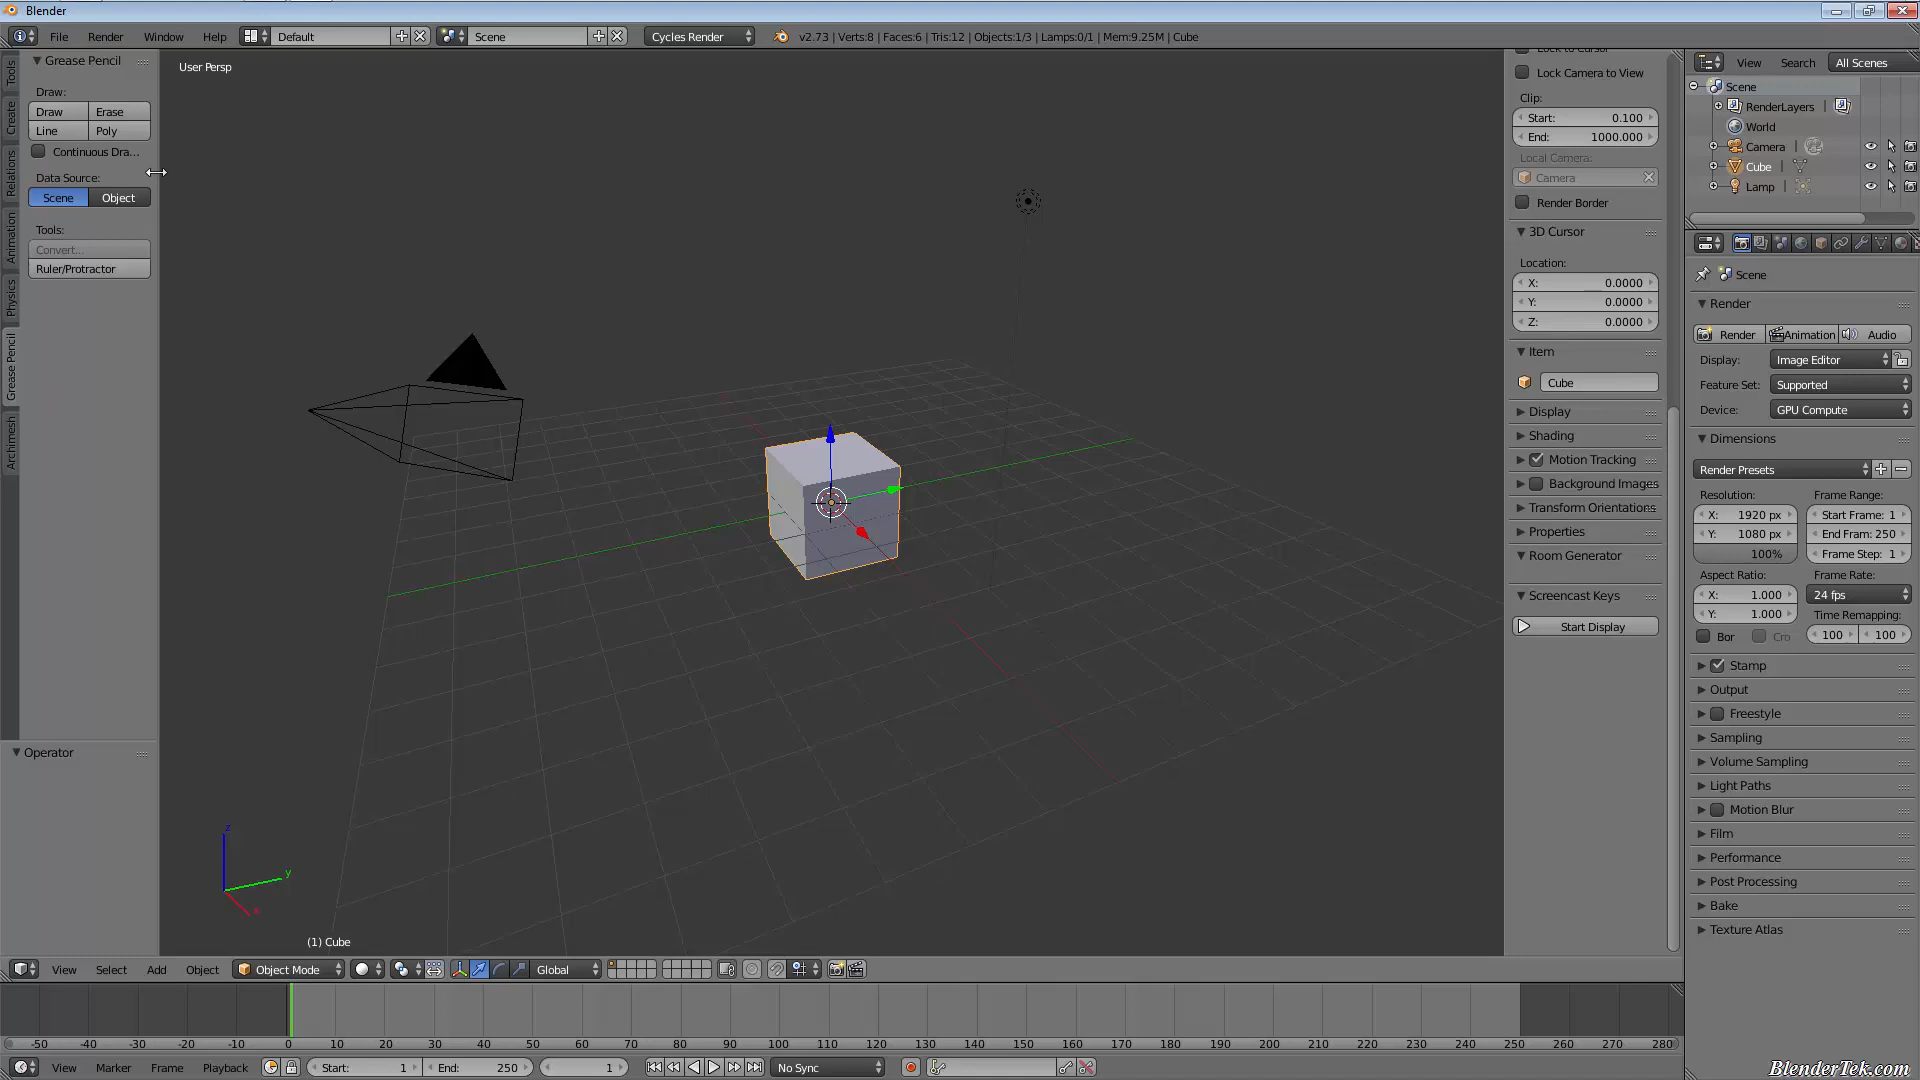 Blender
File Render Window Help Default Scene Cycles Render v2.73 | Verts:8 | Faces:6 | Tris:12 | Objects:1/3 | Lamps:0/1 | Mem:9.25M | Cube
Tools
Create
Relations
Animation
Physics
Grease Pencil
Archimesh
Grease Pencil
Draw:
Draw Erase
Line Poly
Continuous Dra...
Data Source:
Scene Object
Tools:
Convert...
Ruler/Protractor
Operator
User Persp
z
y
x
(1) Cube
Lock to Cursor
Lock Camera to View
Clip:
Start: 0.100
End: 1000.000
Local Camera:
Camera
Render Border
3D Cursor
Location:
X: 0.0000
Y: 0.0000
Z: 0.0000
Item
Cube
Display
Shading
Motion Tracking
Background Images
Transform Orientations
Properties
Room Generator
Screencast Keys
Start Display
View Search All Scenes
Scene
RenderLayers |
World
Camera |
Cube |
Lamp |
Scene
Render
Render Animation Audio
Display: Image Editor
Feature Set: Supported
Device: GPU Compute
Dimensions
Render Presets
Resolution: Frame Range:
X: 1920 px Start Frame: 1
Y: 1080 px End Fram: 250
100% Frame Step: 1
Aspect Ratio: Frame Rate:
X: 1.000 24 fps
Y: 1.000 Time Remapping:
Bor Cro 100 100
Stamp
Output
Freestyle
Sampling
Volume Sampling
Light Paths
Motion Blur
Film
Performance
Post Processing
Bake
Texture Atlas
View Select Add Object Object Mode Global
-50 -40 -30 -20 -10 0 10 20 30 40 50 60 70 80 90 100 110 120 130 140 150 160 170 180 190 200 210 220 230 240 250 260 270 280
View Marker Frame Playback Start: 1 End: 250 1 No Sync
BlenderTek.com